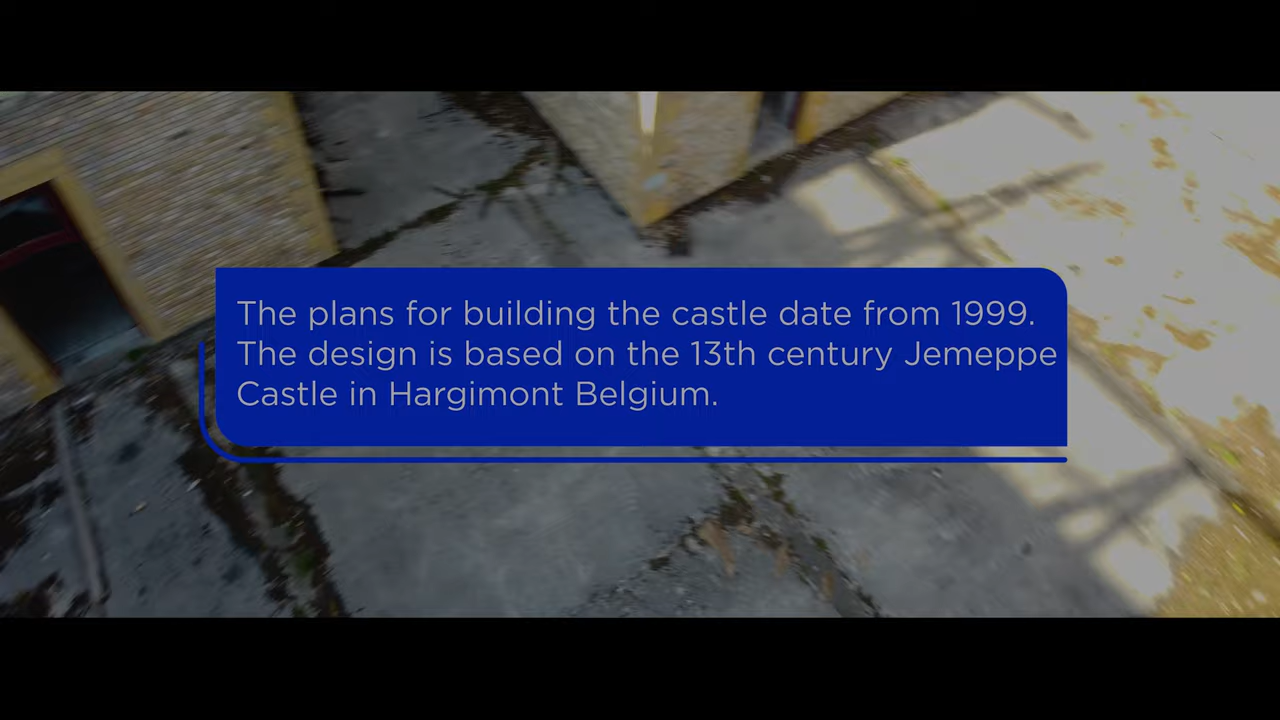 The plans for building the castle date from 1999.
The design is based on the 13th century Jemeppe
Castle in Hargimont Belgium.